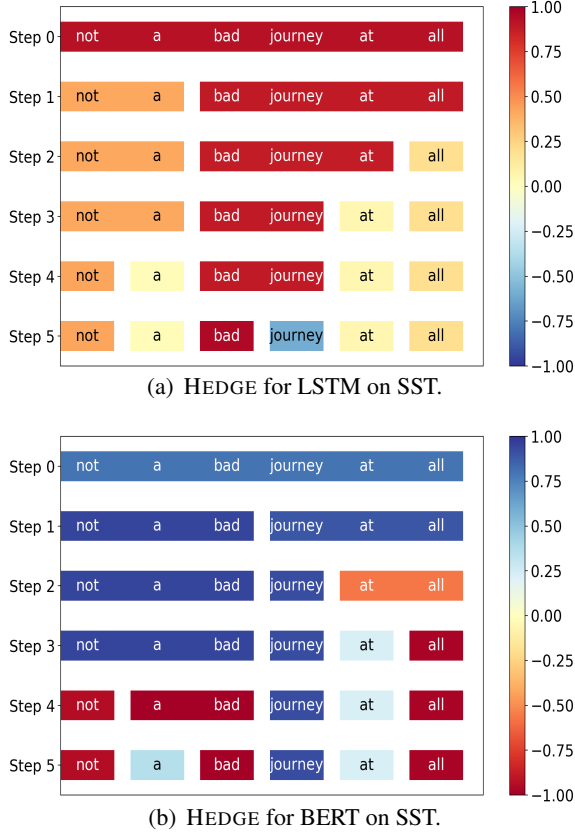 Step 0 not a bad journey at all
Step 1 not a bad journey at all
Step 2 not a bad journey at all
Step 3 not a bad journey at all
Step 4 not a bad journey at all
Step 5 not a bad journey at all
1.00
0.75
0.50
0.25
0.00
−0.25
−0.50
−0.75
−1.00
(a) HEDGE for LSTM on SST.
Step 0 not a bad journey at all
Step 1 not a bad journey at all
Step 2 not a bad journey at all
Step 3 not a bad journey at all
Step 4 not a bad journey at all
Step 5 not a bad journey at all
1.00
0.75
0.50
0.25
0.00
−0.25
−0.50
−0.75
−1.00
(b) HEDGE for BERT on SST.